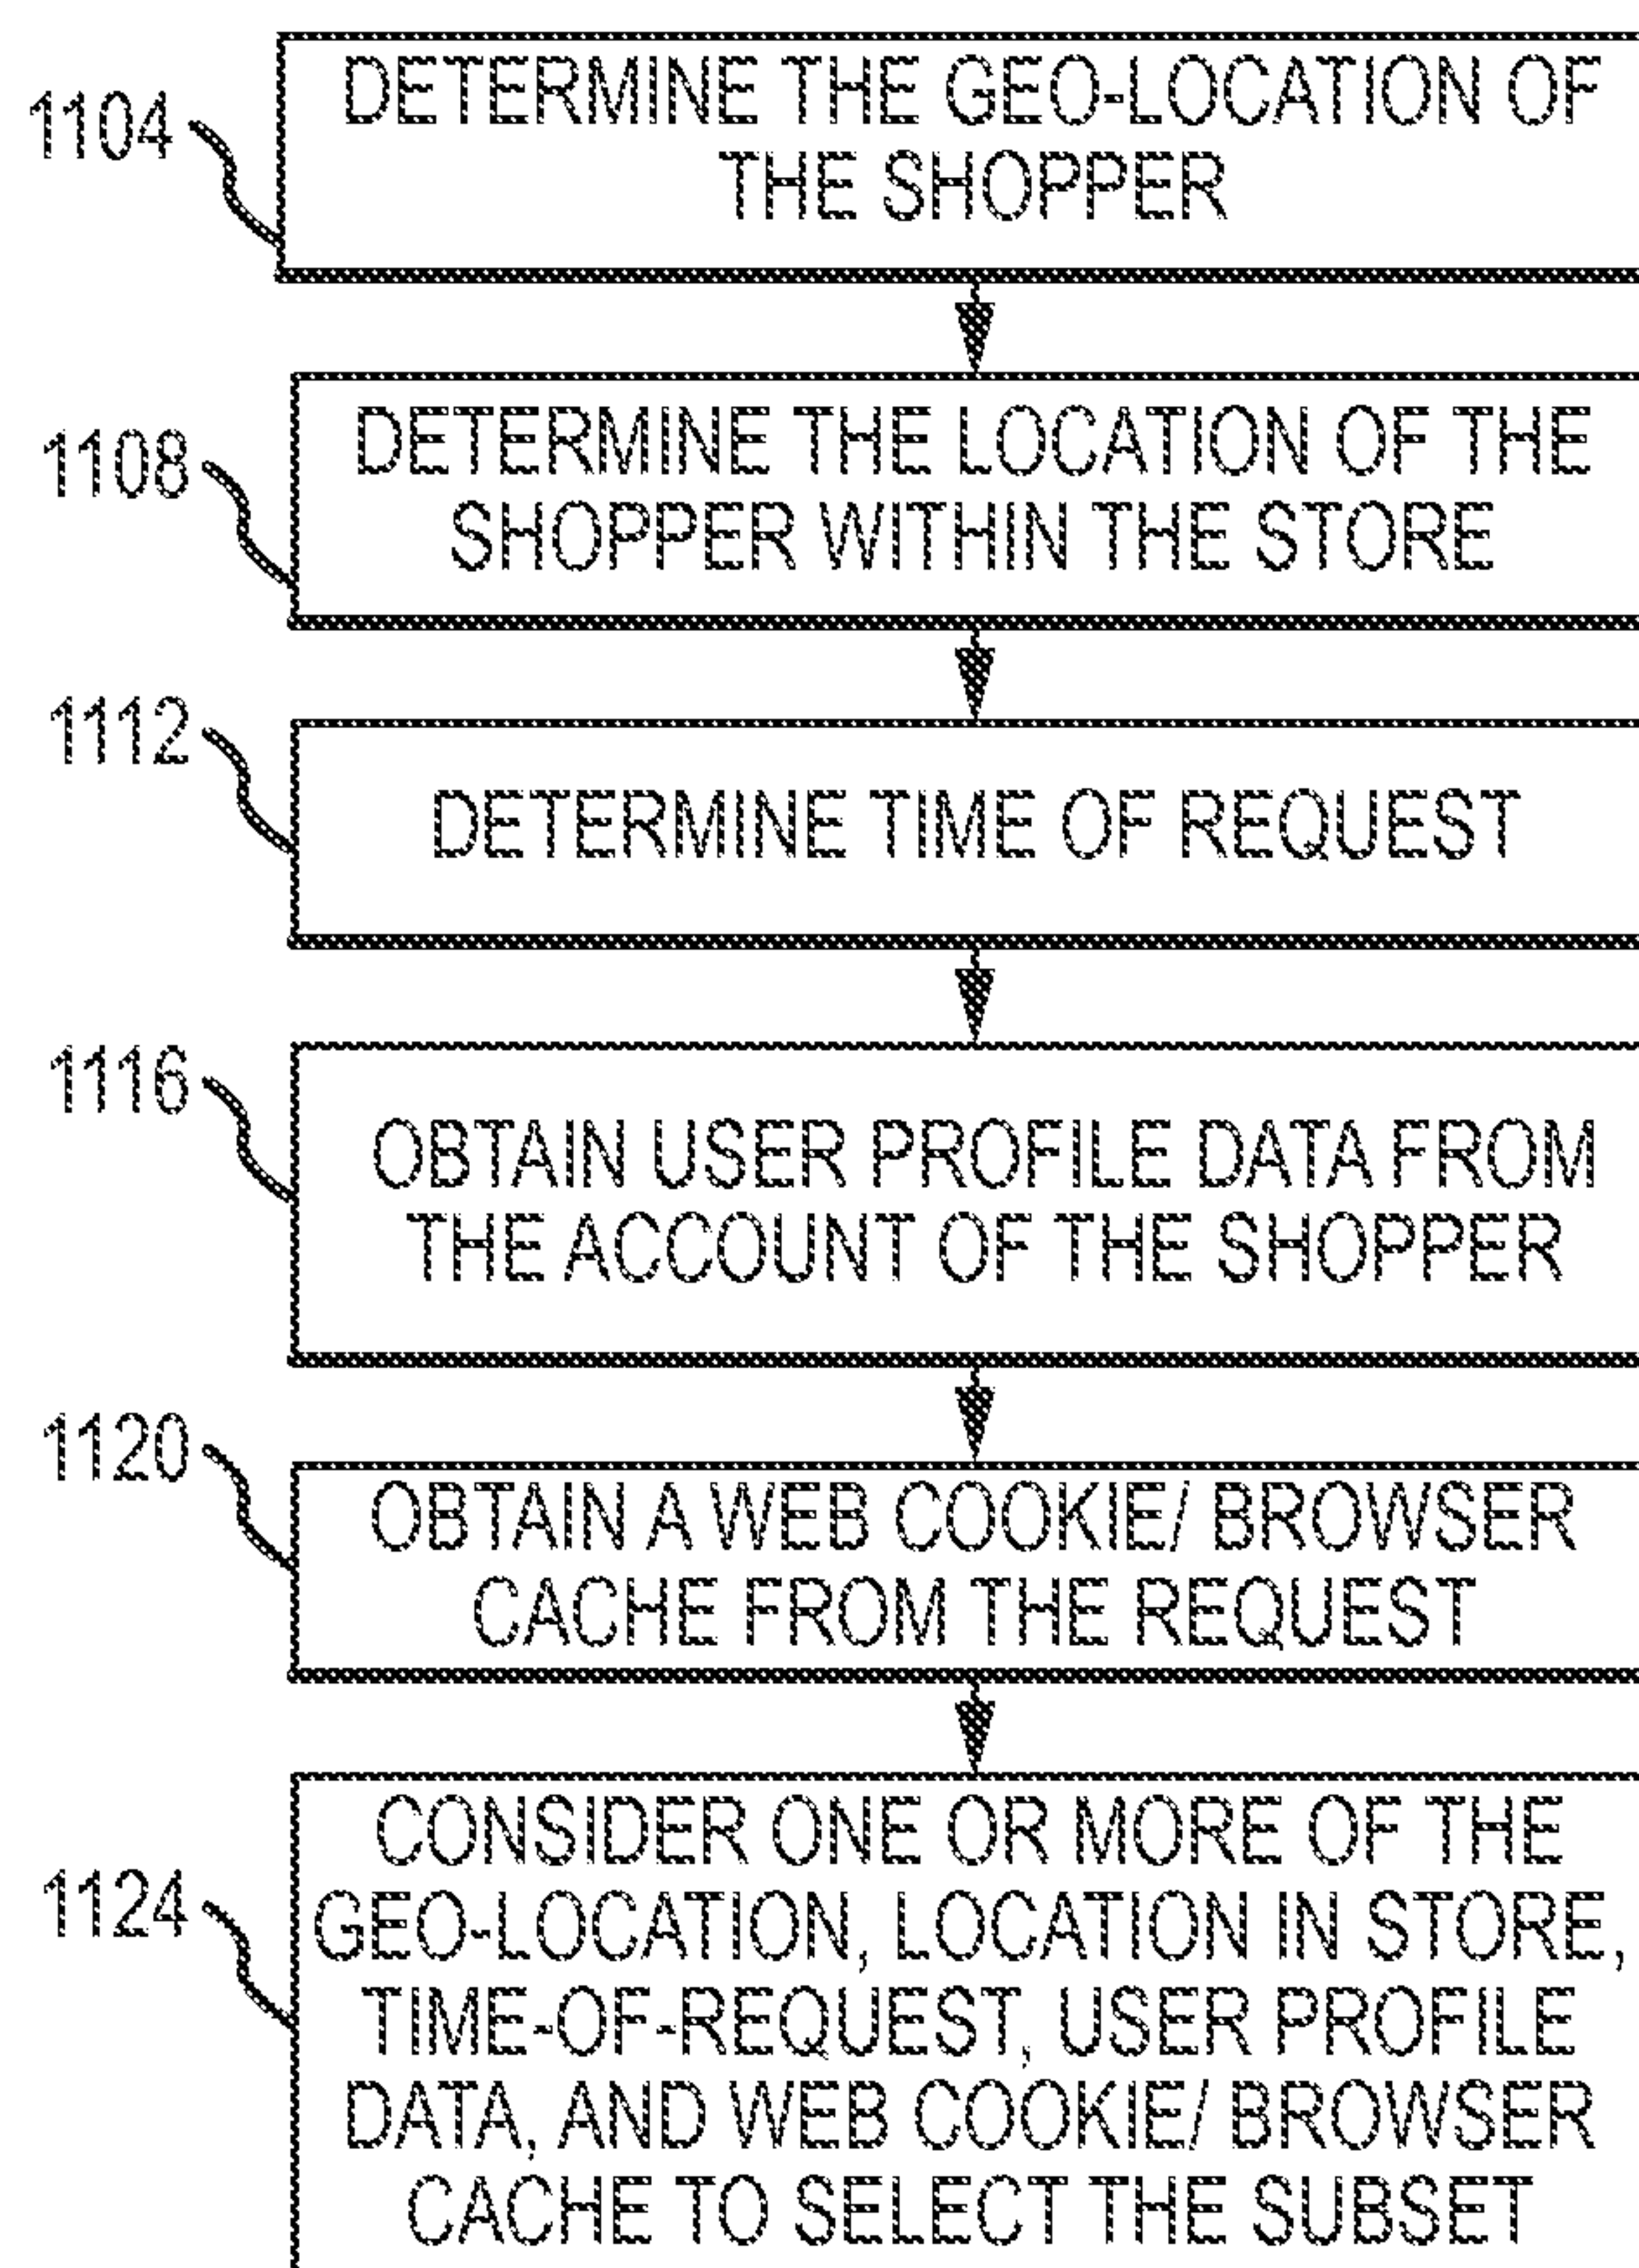 1104
DETERMINE THE GEO-LOCATION OF
THE SHOPPER
1108
DETERMINE THE LOCATION OF THE
SHOPPER WITHIN THE STORE
1112
DETERMINE TIME OF REQUEST
1116
OBTAIN USER PROFILE DATA FROM
THE ACCOUNT OF THE SHOPPER
1120
OBTAIN A WEB COOKIE/ BROWSER
CACHE FROM THE REQUEST
1124
CONSIDER ONE OR MORE OF THE
GEO-LOCATION, LOCATION IN STORE,
TIME-OF-REQUEST, USER PROFILE
DATA, AND WEB COOKIE/ BROWSER
CACHE TO SELECT THE SUBSET